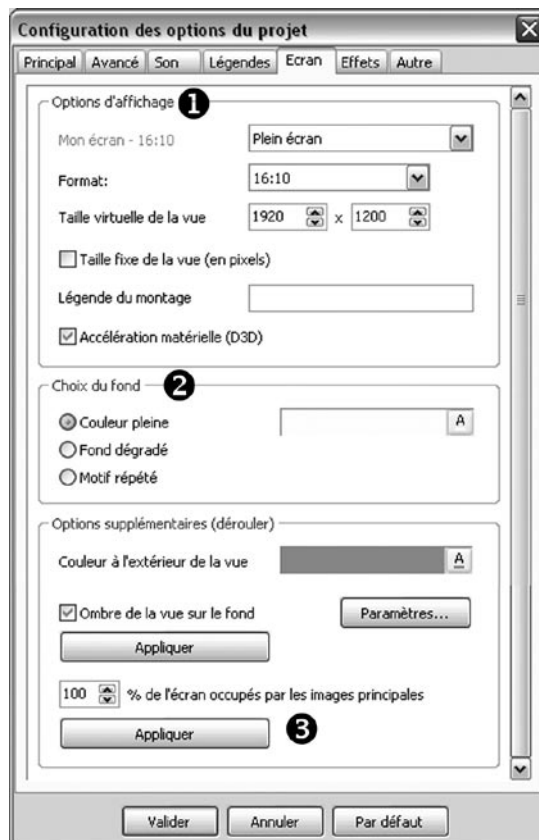 Configuration des options du projet
Principal Avancé Son Légendes Ecran Effets Autre
Options d'affichage 1
Mon écran - 16:10 Plein écran
Format: 16:10
Taille virtuelle de la vue 1920 x 1200
Taille fixe de la vue (en pixels)
Légende du montage
Accélération matérielle (D3D)
Choix du fond 2
Couleur pleine A
Fond dégradé
Motif répété
Options supplémentaires (dérouler)
Couleur à l'extérieur de la vue A
Ombre de la vue sur le fond Paramètres...
Appliquer
100 % de l'écran occupés par les images principales
Appliquer 3
Valider Annuler Par défaut